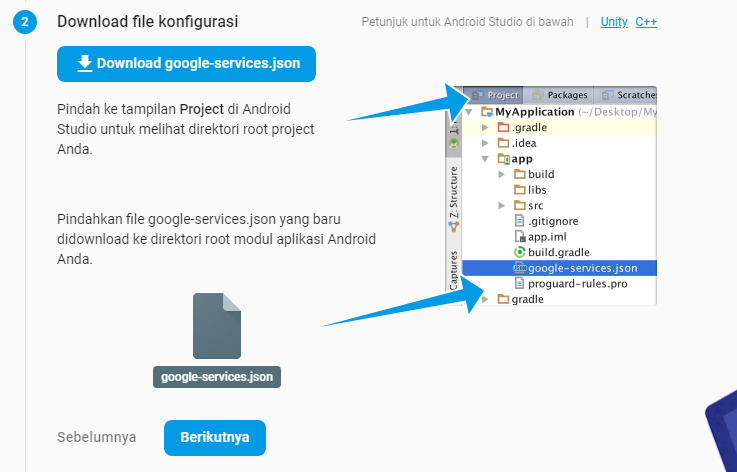 2
Download file konfigurasi
Petunjuk untuk Android Studio di bawah | Unity C++
Download google-services.json
Pindah ke tampilan Project di Android
Studio untuk melihat direktori root project
Anda.
Pindahkan file google-services.json yang baru
didownload ke direktori root modul aplikasi Android
Anda.
google-services.json
Project Packages Scratches
MyApplication (~/Desktop/My
.gradle
.idea
app
build
libs
src
.gitignore
app.iml
build.gradle
google-services.json
proguard-rules.pro
gradle
Z: Structure
Captures
Sebelumnya
Berikutnya